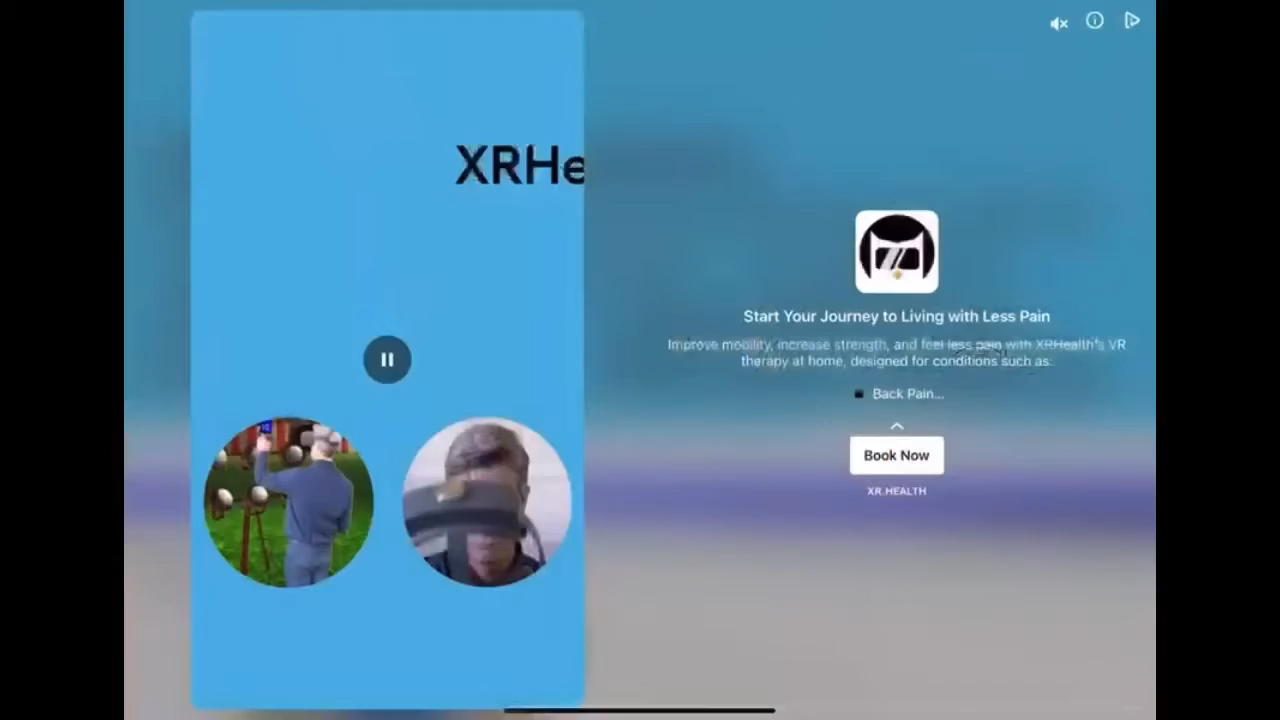 XRHe
Start Your Journey to Living with Less Pain
Improve mobility, increase strength, and feel less pain with XRHealth's VR
therapy at home, designed for conditions such as:
Back Pain...
Book Now
XR.HEALTH